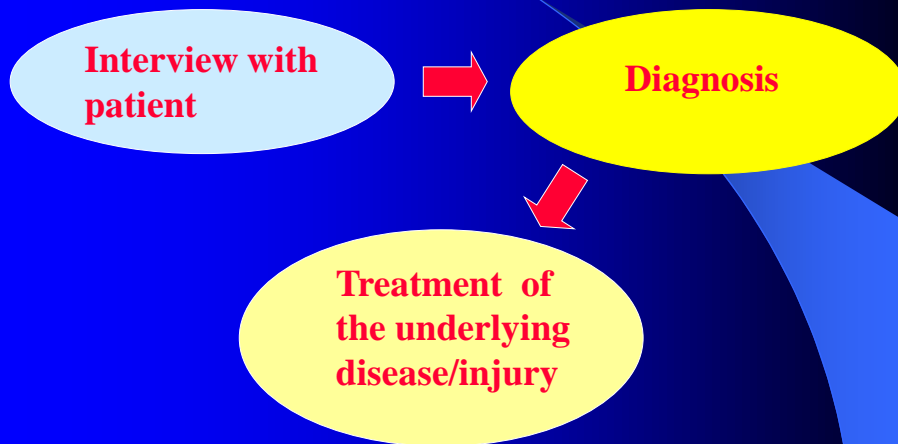 Interview with
patient
Diagnosis
Treatment of
the underlying
disease/injury